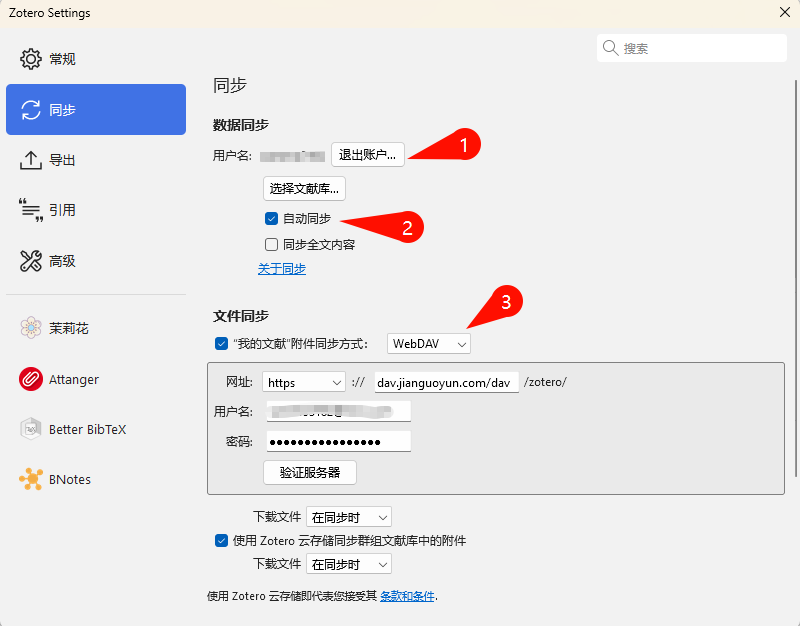 Zotero Settings
搜索
常规
同步
导出
引用
高级
茉莉花
Attanger
Better BibTeX
BNotes
同步
数据同步
用户名:
退出账户...
1
选择文献库...
自动同步
2
同步全文内容
关于同步
文件同步
3
“我的文献”附件同步方式:
WebDAV
网址: https :// dav.jianguoyun.com/dav /zotero/
用户名:
密码: ●●●●●●●●●●●●●●●●
验证服务器
下载文件 在同步时
使用 Zotero 云存储同步群组文献库中的附件
下载文件 在同步时
使用 Zotero 云存储即代表您接受其 条款和条件.